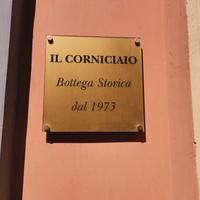 IL CORNICIAIO
Bottega Storica
dal 1973